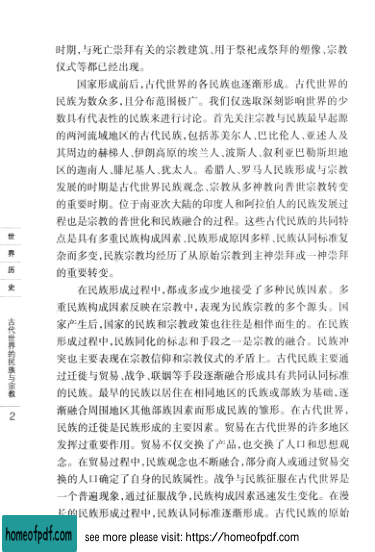 时期,与死亡崇拜有关的宗教建筑、用于祭祀或祭拜的塑像、宗教
仪式等都已经出现。
国家形成前后,古代世界的各民族也逐渐形成。古代世界的
民族为数众多,且分布范围极广。我们仅选取深刻影响世界的少
数具有代表性的民族来进行讨论。首先关注宗教与民族最早起源
的两河流域地区的古代民族,包括苏美尔人、巴比伦人、亚述人及
其周边的赫梯人、伊朗高原的埃兰人、波斯人、叙利亚巴勒斯坦地
区的迦南人、腓尼基人、犹太人。希腊人、罗马人民族形成与宗教
发展的时期是古代世界民族观念、宗教从多神教向普世宗教转变
的重要时期。位于南亚次大陆的印度人和阿拉伯人的民族发展过
程也是宗教的普世化和民族融合的过程。这些古代民族的共同特
点是具有多重民族构成因素、民族形成原因多样、民族认同标准复
杂而多变,民族宗教均经历了从原始宗教到主神崇拜或一神崇拜
的重要转变。
在民族形成过程中,都或多或少地接受了多种民族因素。多
重民族构成因素反映在宗教中,表现为民族宗教的多个源头。国
家产生后,国家的民族和宗教政策也往往是相伴而生的。在民族
形成过程中,民族同化的标志和手段之一是宗教的融合。民族冲
突也主要表现在宗教信仰和宗教仪式的矛盾上。古代民族主要通
过迁徙与贸易、战争、联姻等手段逐渐融合形成具有共同认同标准
的民族。最早的民族以居住在相同地区的氏族或部族为基础,逐
渐融合周围地区其他部族因素而形成民族的雏形。在古代世界,
民族的迁徙是民族形成的主要因素。贸易在古代世界的许多地区
发挥过重要作用。贸易不仅交换了产品,也交换了人口和思想观
念。在贸易过程中,民族观念也不断融合,部分商人或通过贸易交
换的人口确定了自身的民族属性。战争与民族征服在古代世界是
一个普遍现象,通过征服战争,民族构成因素迅速发生变化。在漫
长的民族形成过程中,民族认同标准逐渐形成。古代民族的原始
世界历史
古代世界的民族与宗教
2
homeofpdf.com
see more please visit: https://homeofpdf.com